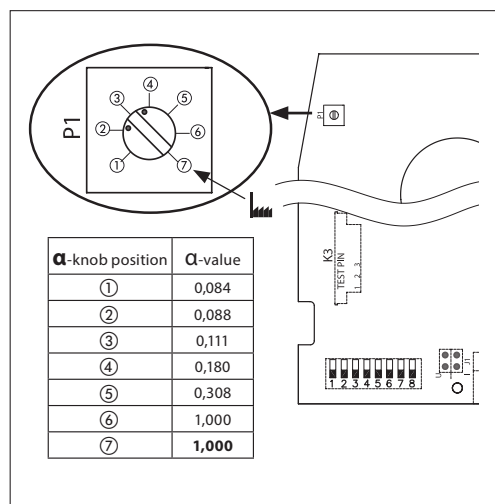 P1
①
②
③
④
⑤
⑥
⑦
P1
K3
TEST PIN
1 2 3
α-knob position α-value
① 0,084
② 0,088
③ 0,111
④ 0,180
⑤ 0,308
⑥ 1,000
⑦ 1,000
1 2 3 4 5 6 7 8
J1